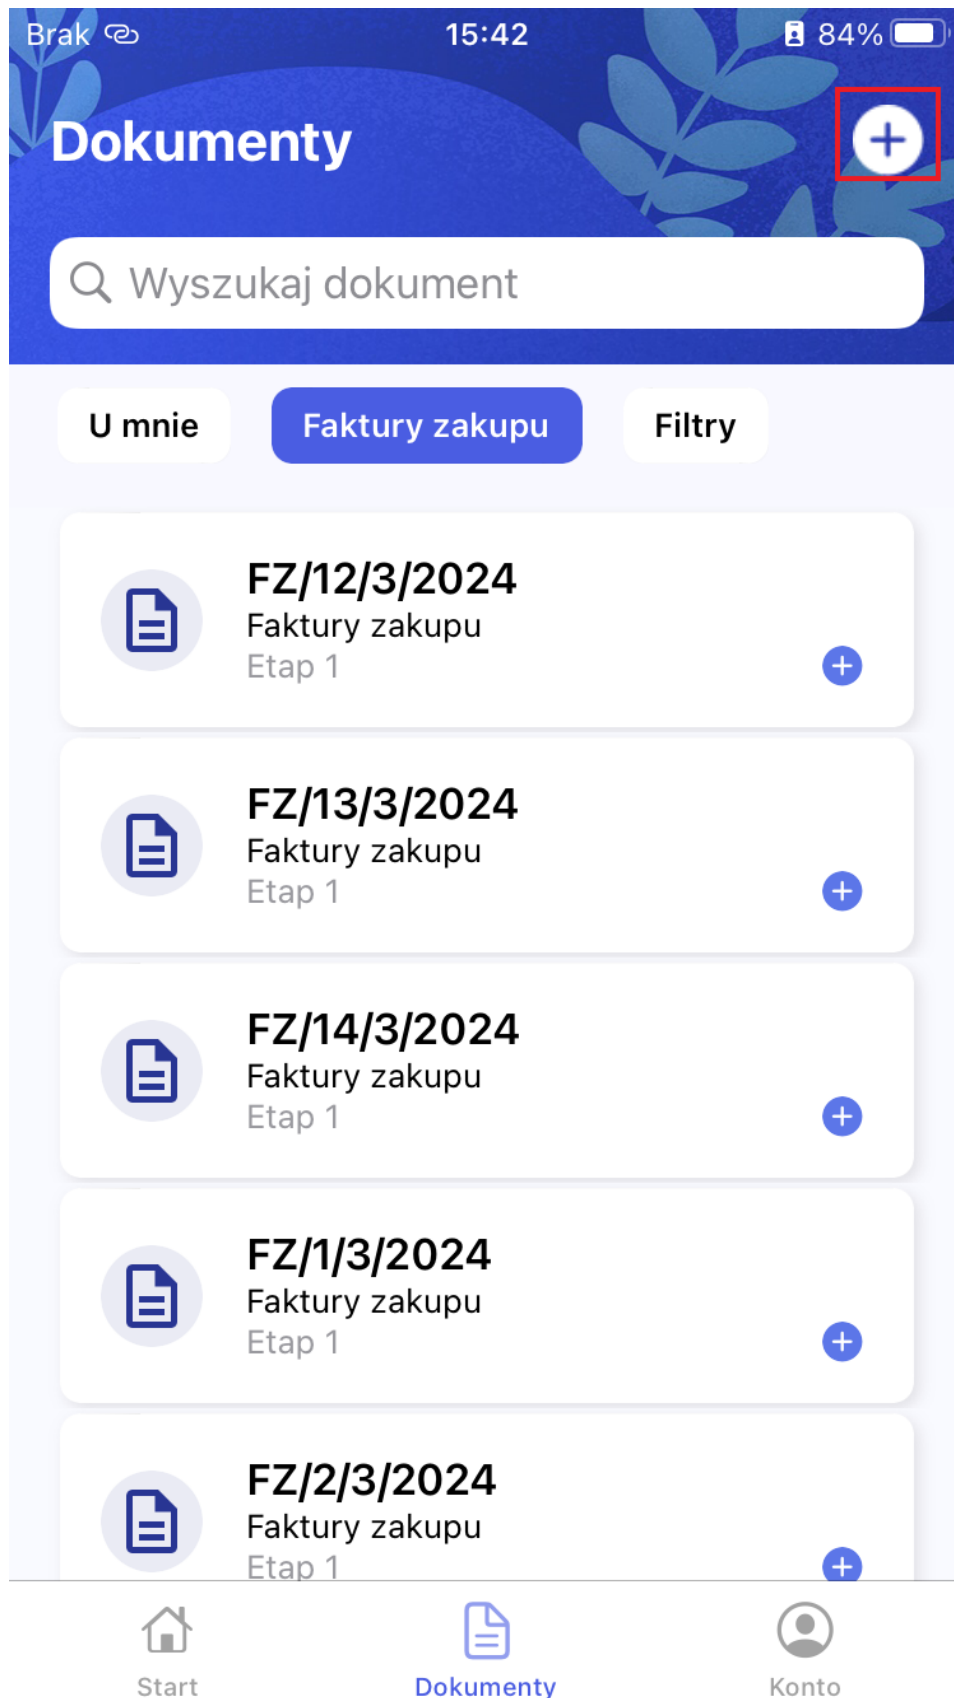 Brak 15:42 84%
Dokumenty
Wyszukaj dokument
U mnie Faktury zakupu Filtry
FZ/12/3/2024
Faktury zakupu
Etap 1
FZ/13/3/2024
Faktury zakupu
Etap 1
FZ/14/3/2024
Faktury zakupu
Etap 1
FZ/1/3/2024
Faktury zakupu
Etap 1
FZ/2/3/2024
Faktury zakupu
Etap 1
Start Dokumenty Konto